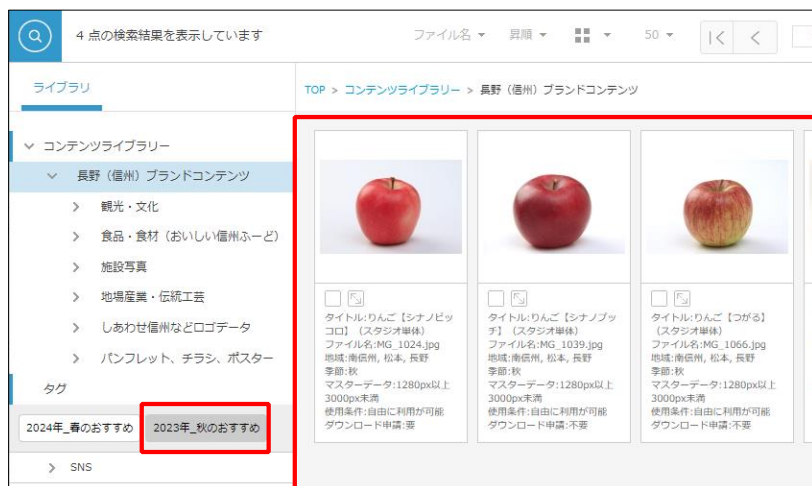 4 点の検索結果を表示しています
ファイル名
昇順
50
ライブラリ
TOP > コンテンツライブラリー > 長野（信州）ブランドコンテンツ
コンテンツライブラリー
長野（信州）ブランドコンテンツ
観光・文化
食品・食材（おいしい信州ふーど）
施設写真
地場産業・伝統工芸
しあわせ信州などロゴデータ
パンフレット、チラシ、ポスター
タグ
2024年_春のおすすめ
2023年_秋のおすすめ
SNS
タイトル:りんご【シナノピッ
コロ】（スタジオ単体）
ファイル名:MG_1024.jpg
地域:南信州, 松本, 長野
季節:秋
マスターデータ:1280px以上
3000px未満
使用条件:自由に利用が可能
ダウンロード申請:要
タイトル:りんご【シナノプッ
チ】（スタジオ単体）
ファイル名:MG_1039.jpg
地域:南信州, 松本, 長野
季節:秋
マスターデータ:1280px以上
3000px未満
使用条件:自由に利用が可能
ダウンロード申請:不要
タイトル:りんご【つがる】
（スタジオ単体）
ファイル名:MG_1066.jpg
地域:南信州, 松本, 長野
季節:秋
マスターデータ:1280px以上
3000px未満
使用条件:自由に利用が可能
ダウンロード申請:不要